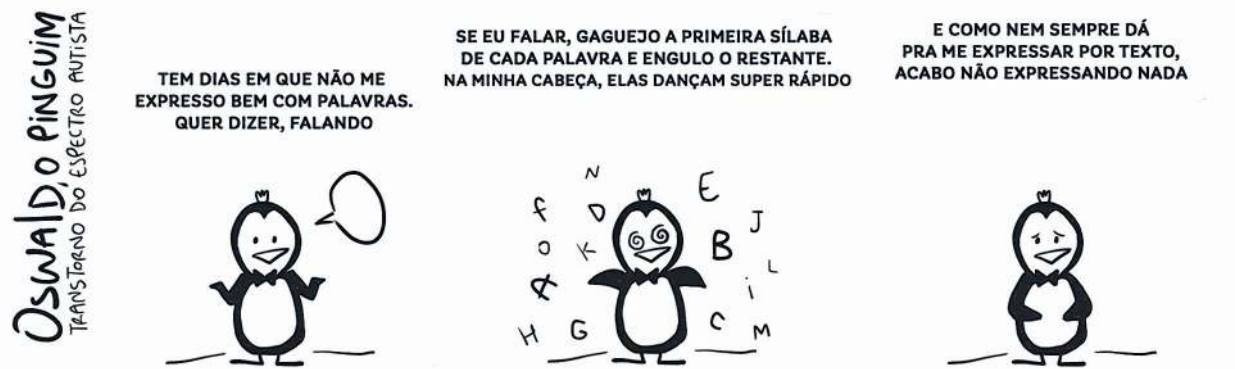 OSWALD, O PINGUIM
TRANSTORNO DO ESPECTRO AUTISTA
TEM DIAS EM QUE NÃO ME
EXPRESSO BEM COM PALAVRAS.
QUER DIZER, FALANDO
SE EU FALAR, GAGUEJO A PRIMEIRA SÍLABA
DE CADA PALAVRA E ENGULO O RESTANTE.
NA MINHA CABEÇA, ELAS DANÇAM SUPER RÁPIDO
N
E
f
D
J
O
K
B
L
A
i
H
G
C
M
E COMO NEM SEMPRE DÁ
PRA ME EXPRESSAR POR TEXTO,
ACABO NÃO EXPRESSANDO NADA